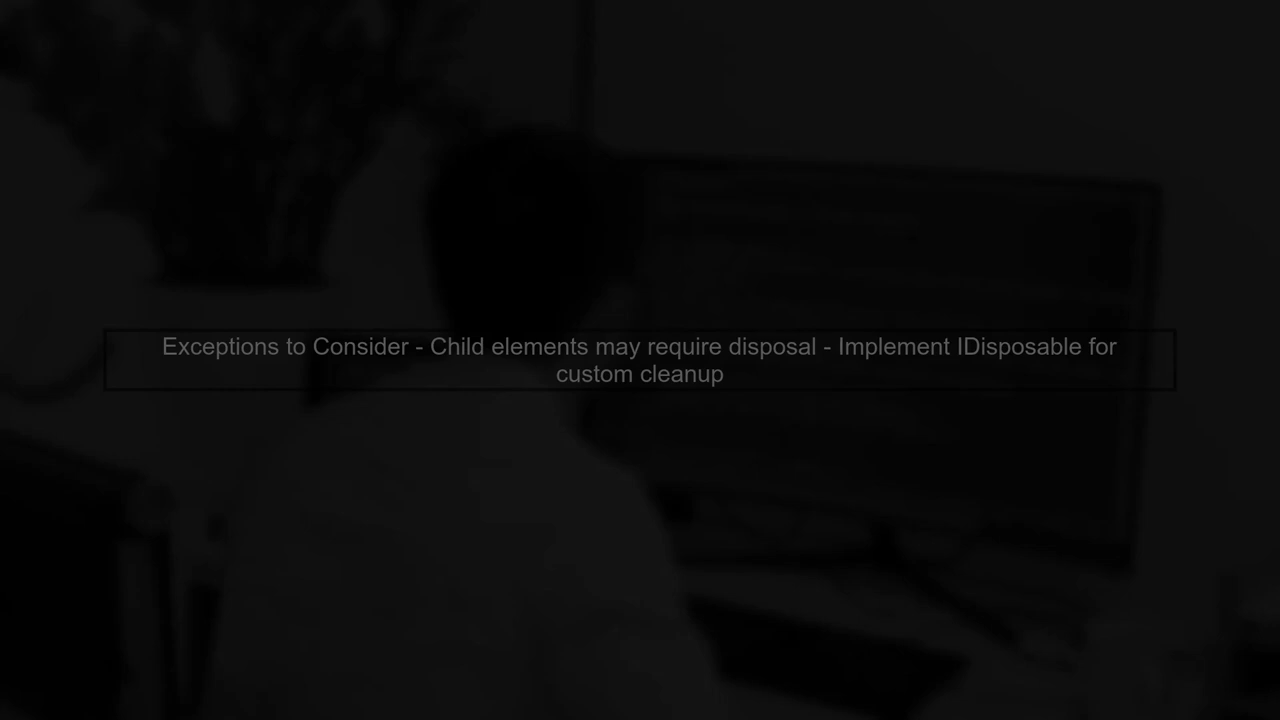 Exceptions to Consider - Child elements may require disposal - Implement IDisposable for
custom cleanup